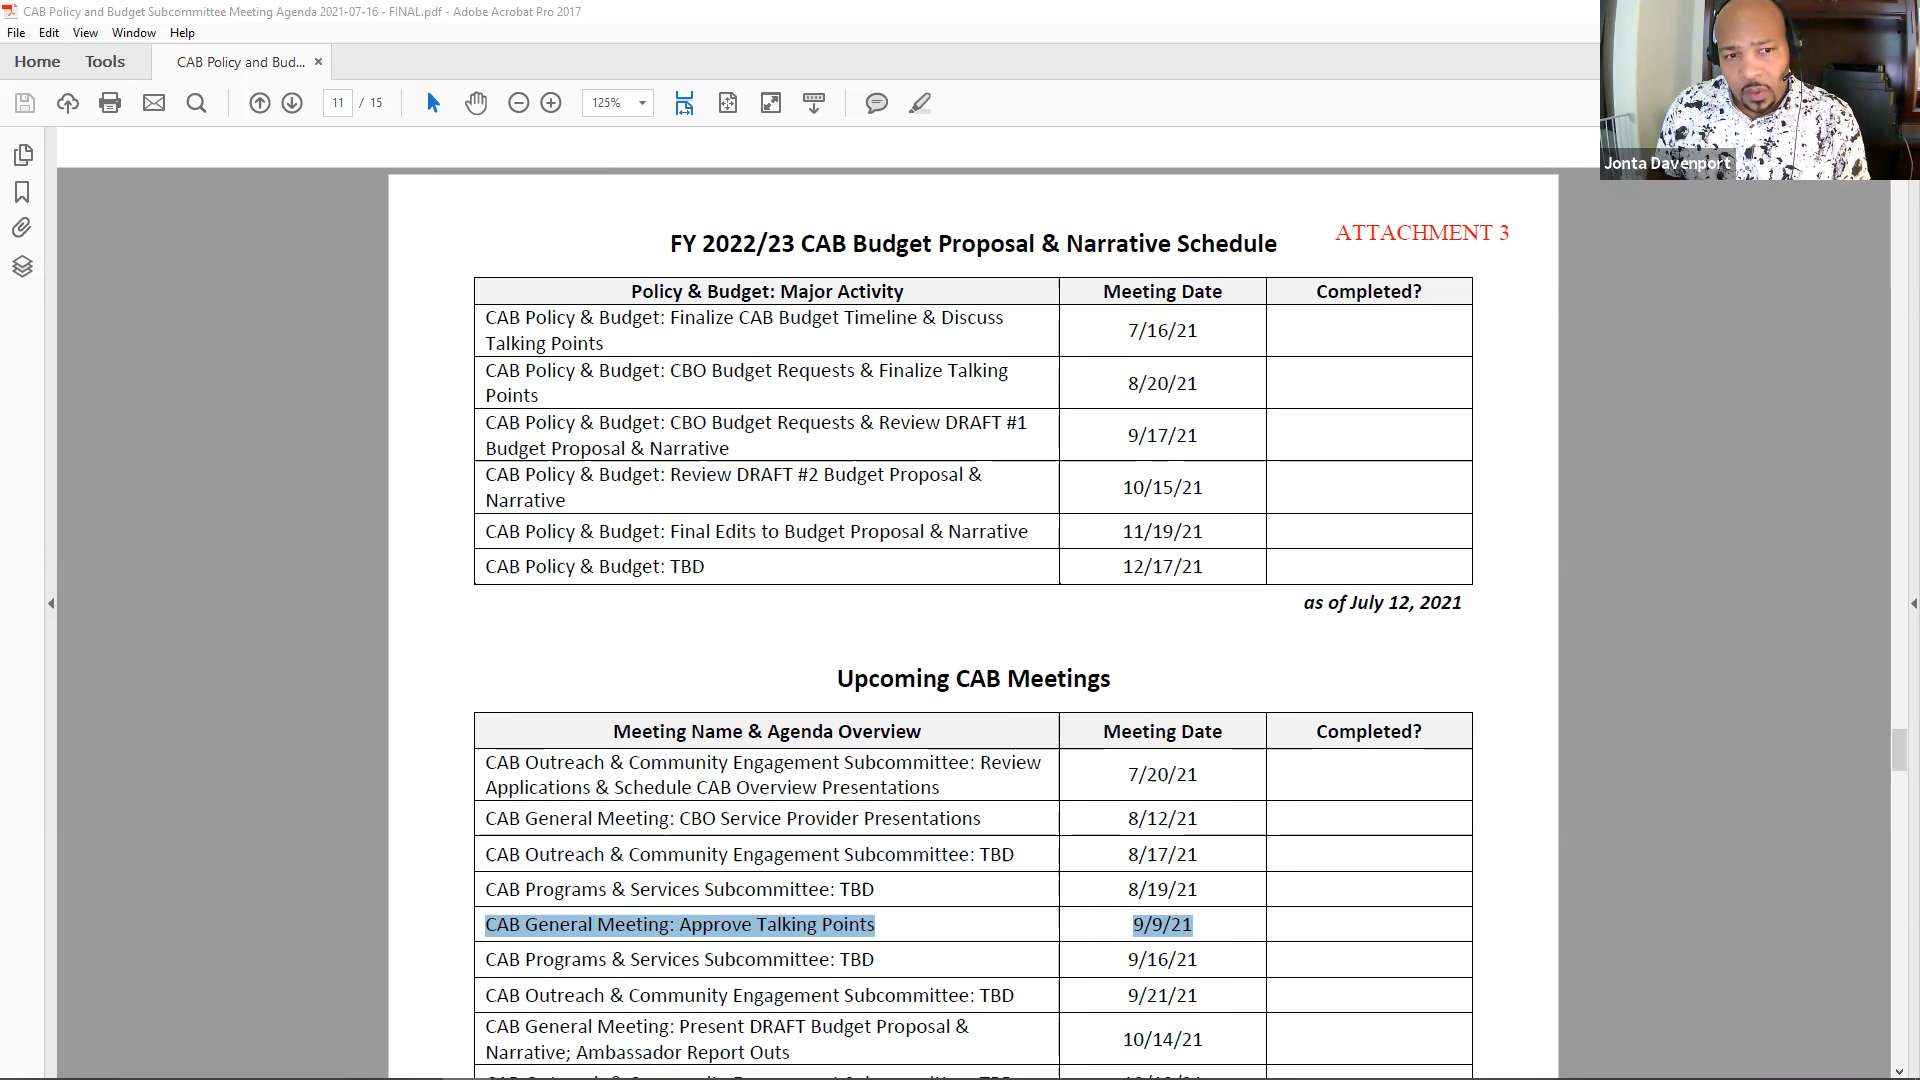 CAB Policy and Budget Subcommittee Meeting Agenda 2021-07-16 - FINAL.pdf - Adobe Acrobat Pro 2017
File Edit View Window Help
Home Tools CAB Policy and Bud... ×
11 / 15 125%
Jonta Davenport
ATTACHMENT 3
FY 2022/23 CAB Budget Proposal & Narrative Schedule
Policy & Budget: Major Activity Meeting Date Completed?
CAB Policy & Budget: Finalize CAB Budget Timeline & Discuss
Talking Points
7/16/21
CAB Policy & Budget: CBO Budget Requests & Finalize Talking
Points
8/20/21
CAB Policy & Budget: CBO Budget Requests & Review DRAFT #1
Budget Proposal & Narrative
9/17/21
CAB Policy & Budget: Review DRAFT #2 Budget Proposal &
Narrative
10/15/21
CAB Policy & Budget: Final Edits to Budget Proposal & Narrative 11/19/21
CAB Policy & Budget: TBD 12/17/21
as of July 12, 2021
Upcoming CAB Meetings
Meeting Name & Agenda Overview Meeting Date Completed?
CAB Outreach & Community Engagement Subcommittee: Review
Applications & Schedule CAB Overview Presentations
7/20/21
CAB General Meeting: CBO Service Provider Presentations 8/12/21
CAB Outreach & Community Engagement Subcommittee: TBD 8/17/21
CAB Programs & Services Subcommittee: TBD 8/19/21
CAB General Meeting: Approve Talking Points 9/9/21
CAB Programs & Services Subcommittee: TBD 9/16/21
CAB Outreach & Community Engagement Subcommittee: TBD 9/21/21
CAB General Meeting: Present DRAFT Budget Proposal &
Narrative; Ambassador Report Outs
10/14/21